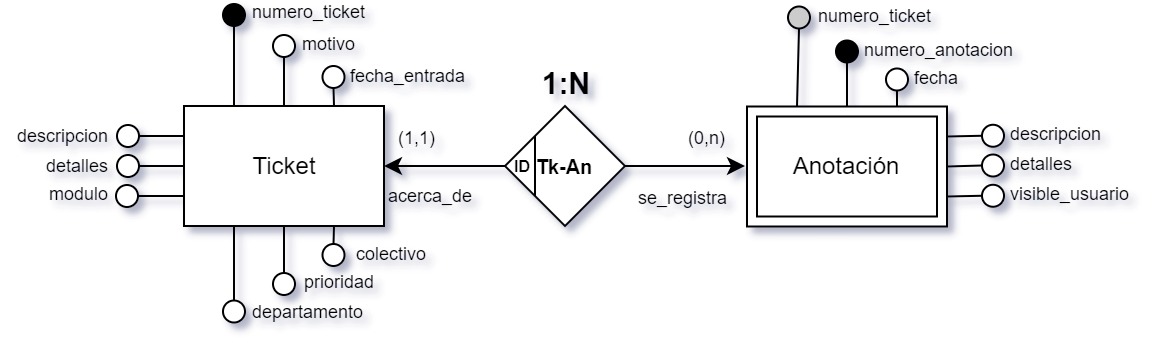 numero_ticket
motivo
fecha_entrada
descripcion
detalles
modulo
Ticket
colectivo
prioridad
departamento
(1,1)
acerca_de
1:N
ID
Tk-An
(0,n)
se_registra
numero_ticket
numero_anotacion
fecha
Anotación
descripcion
detalles
visible_usuario